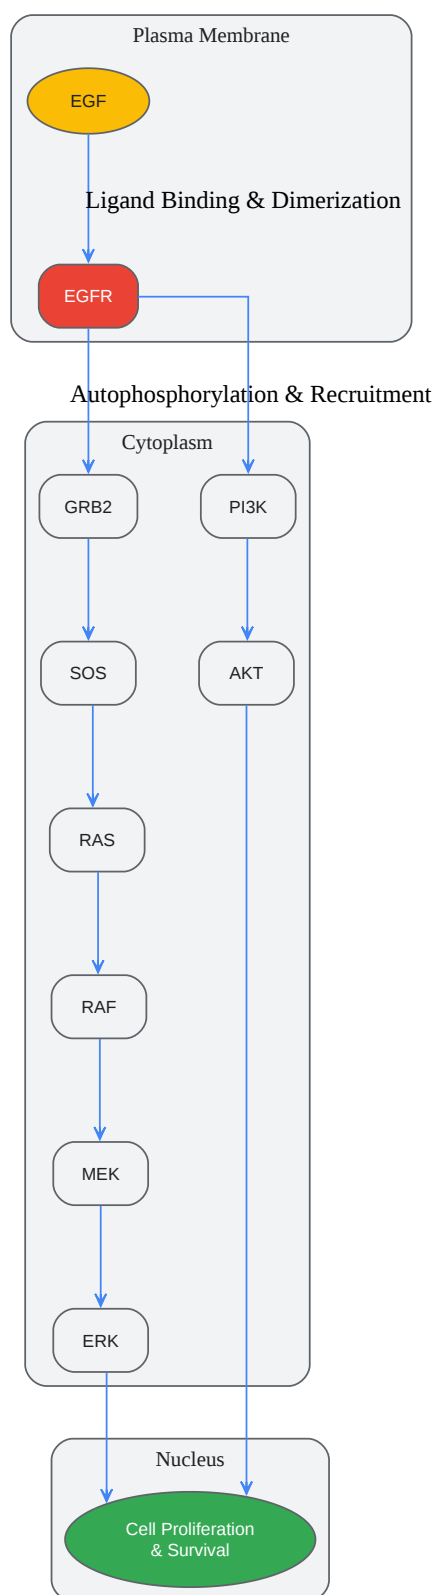 Plasma Membrane
EGF
Ligand Binding & Dimerization
EGFR
Autophosphorylation & Recruitment
Cytoplasm
GRB2
PI3K
SOS
AKT
RAS
RAF
MEK
ERK
Nucleus
Cell Proliferation
& Survival